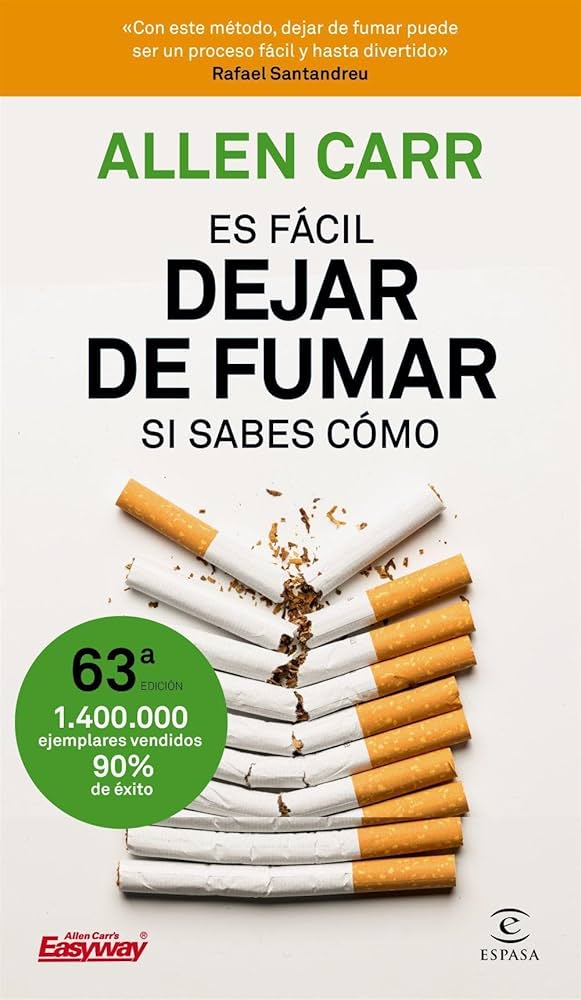 «Con este método, dejar de fumar puede
ser un proceso fácil y hasta divertido»
Rafael Santandreu
ALLEN CARR
ES FÁCIL
DEJAR
DE FUMAR
SI SABES CÓMO
63ª
EDICIÓN
1.400.000
ejemplares vendidos
90%
de éxito
Allen Carr's
Easyway®
e
ESPASA